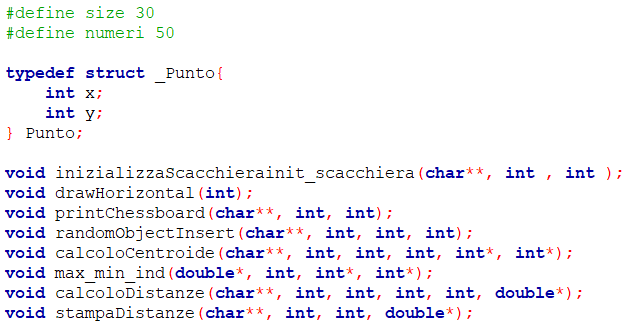 #define size 30
#define numeri 50
typedef struct _Punto{
int x;
int y;
} Punto;
void inizializzaScacchierainit_scacchiera(char**, int , int );
void drawHorizontal(int);
void printChessboard(char**, int, int);
void randomObjectInsert(char**, int, int, int);
void calcoloCentroide(char**, int, int, int, int*, int*);
void max_min_ind(double*, int, int*, int*);
void calcoloDistanze(char**, int, int, int, int, double*);
void stampaDistanze(char**, int, int, double*);